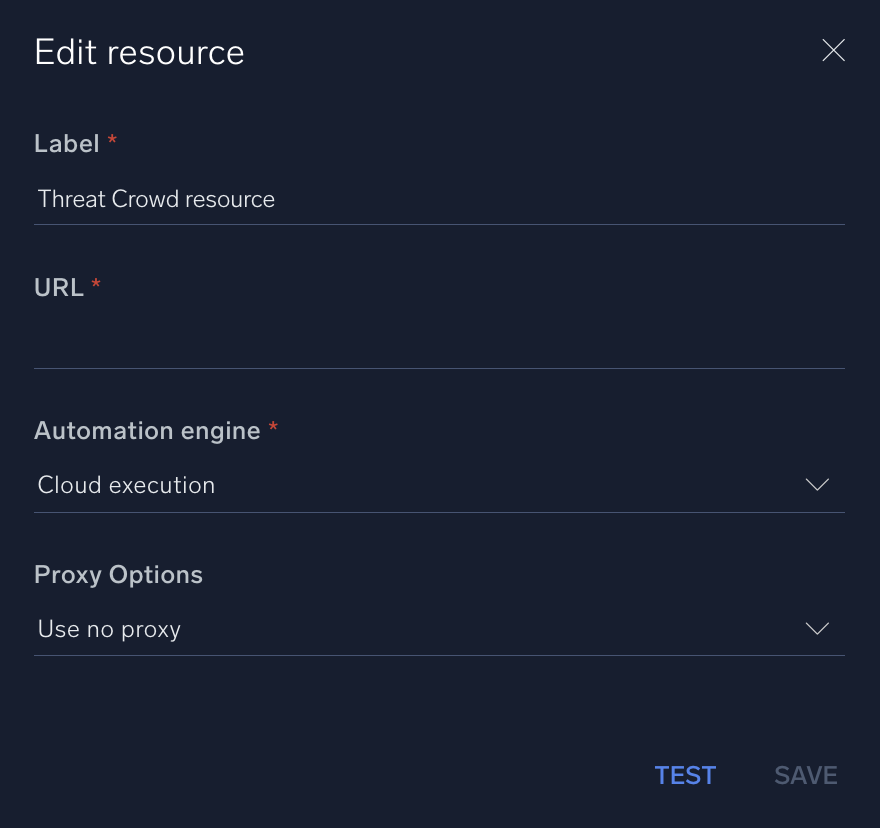 Edit resource
Label *
Threat Crowd resource
URL *
Automation engine *
Cloud execution
Proxy Options
Use no proxy
TEST SAVE